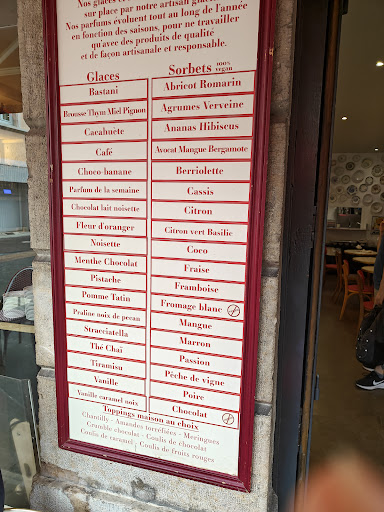 Nos glaces et
sur place par notre artisan glacier
Nos parfums évoluent tout au long de l'année
en fonction des saisons, pour ne travailler
qu'avec des produits de qualité
et de façon artisanale et responsable.
Glaces
Bastani
Brousse Thym Miel Pignon
Cacahuète
Café
Choco-banane
Parfum de la semaine
Chocolat lait noisette
Fleur d'oranger
Noisette
Menthe Chocolat
Pistache
Pomme Tatin
Praline noix de pecan
Stracciatella
Thé Chaï
Tiramisu
Vanille
Vanille caramel noix
Sorbets 100% vegan
Abricot Romarin
Agrumes Verveine
Ananas Hibiscus
Avocat Mangue Bergamote
Berriolette
Cassis
Citron
Citron vert Basilic
Coco
Fraise
Framboise
Fromage blanc
Mangue
Marron
Passion
Pêche de vigne
Poire
Chocolat
Toppings maison au choix
Chantilly - Amandes torréfiées - Meringues
Crumble chocolat - Coulis de chocolat
Coulis de caramel - Coulis de fruits rouges